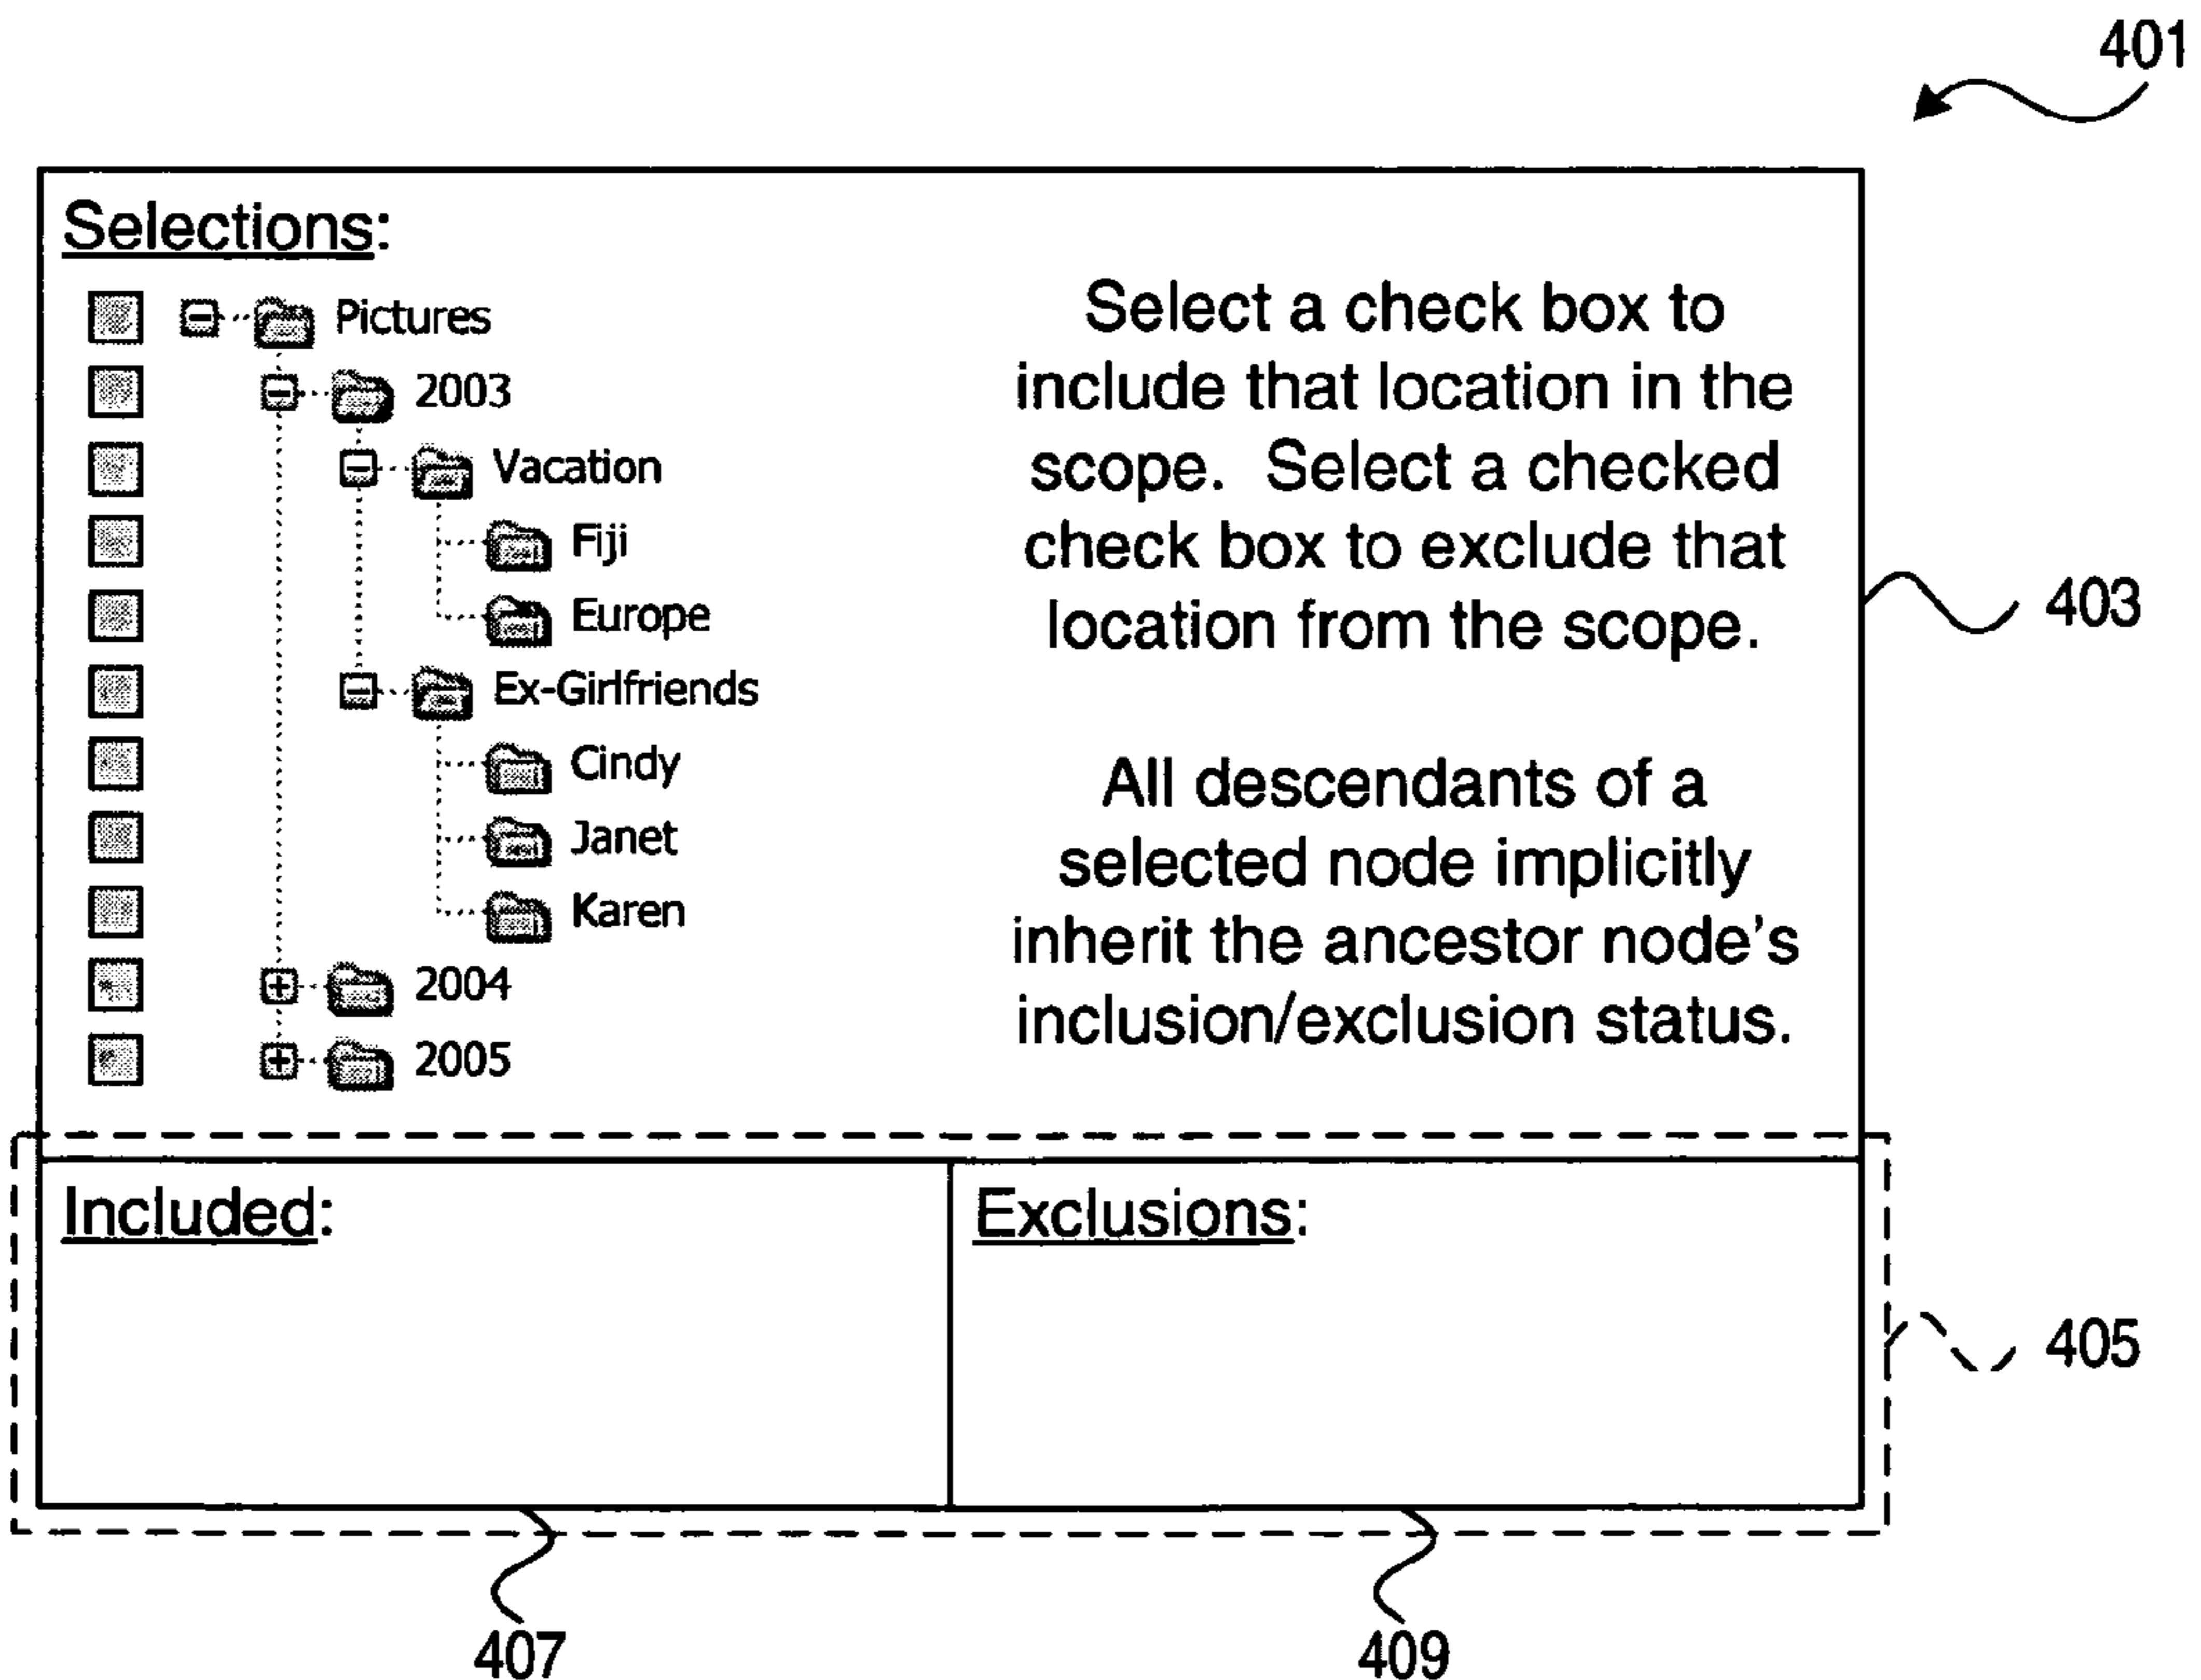 401
Selections:
Pictures
2003
Vacation
Fiji
Europe
Ex-Girlfriends
Cindy
Janet
Karen
2004
2005
Select a check box to
include that location in the
scope. Select a checked
check box to exclude that
location from the scope.
All descendants of a
selected node implicitly
inherit the ancestor node's
inclusion/exclusion status.
403
Included:
Exclusions:
405
407
409